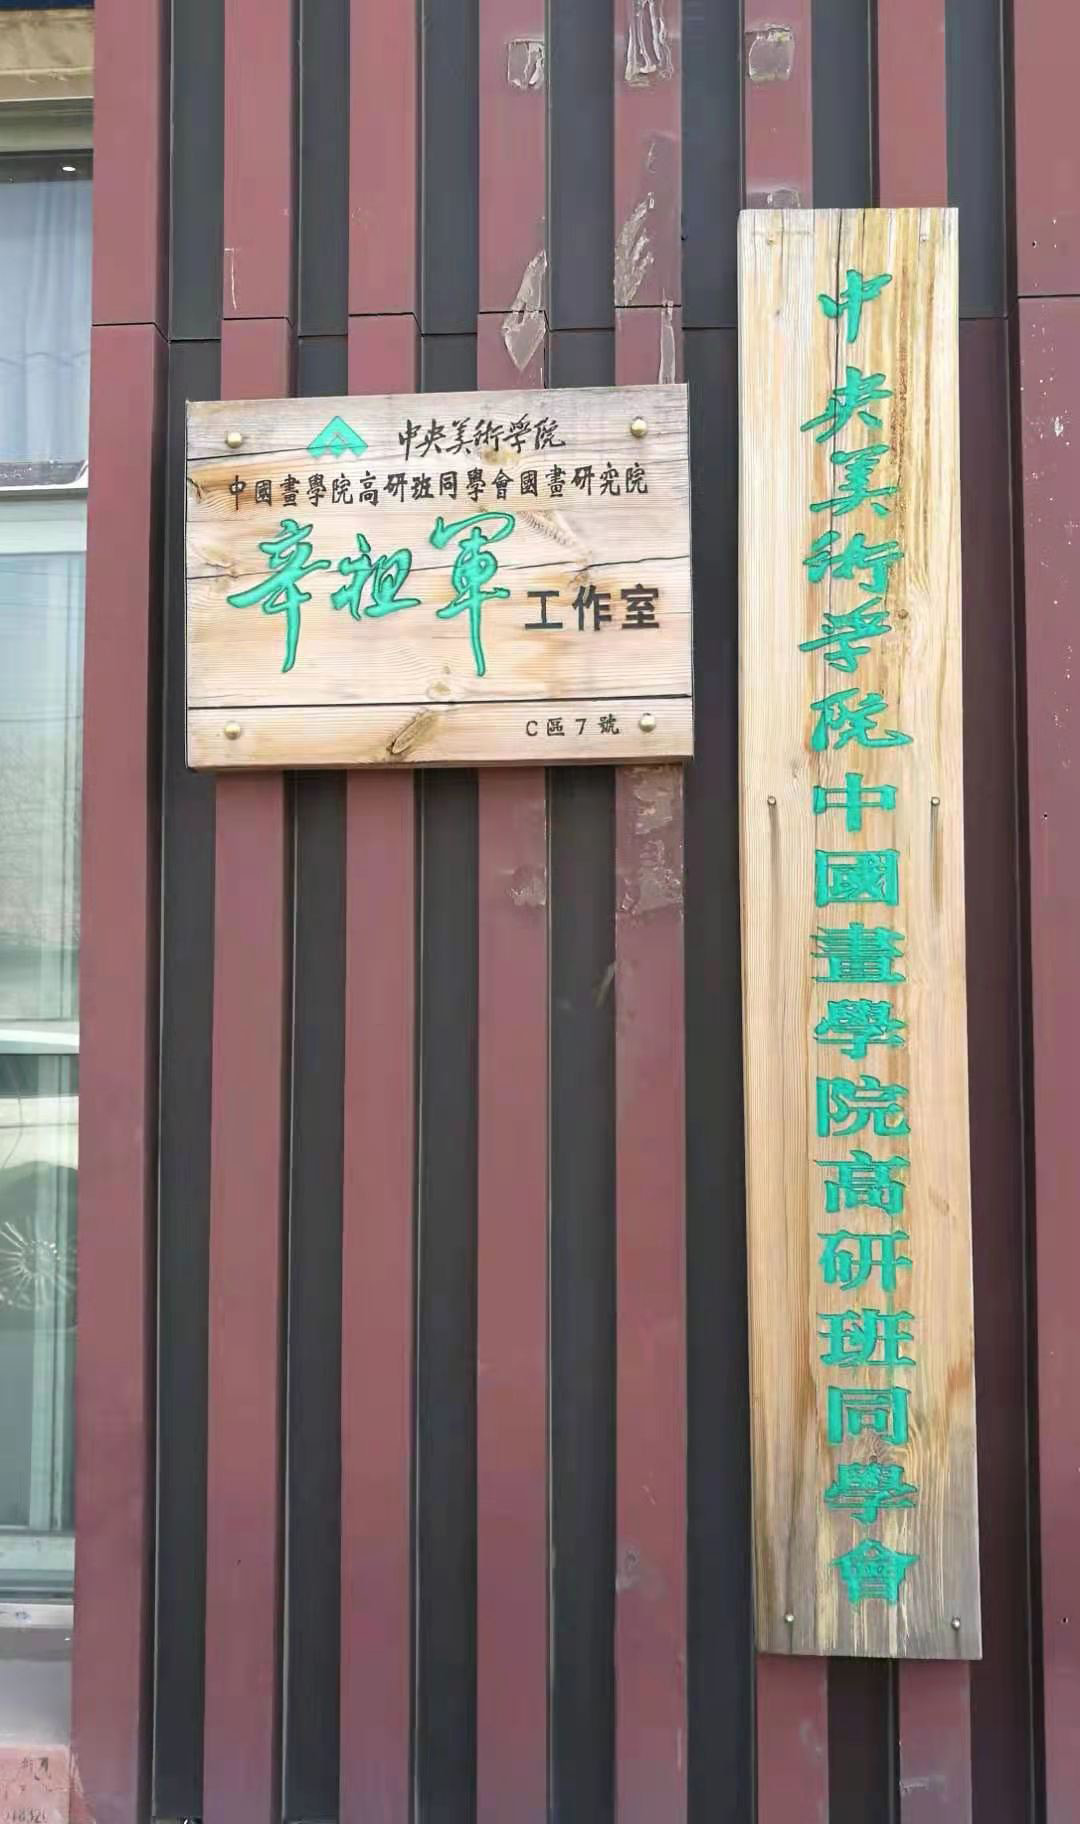 中央美術學院
中國畫學院高研班同學會國畫研究院
辛祖軍
工作室
C區7號
中央美術学院中國畫學院高研班同學會